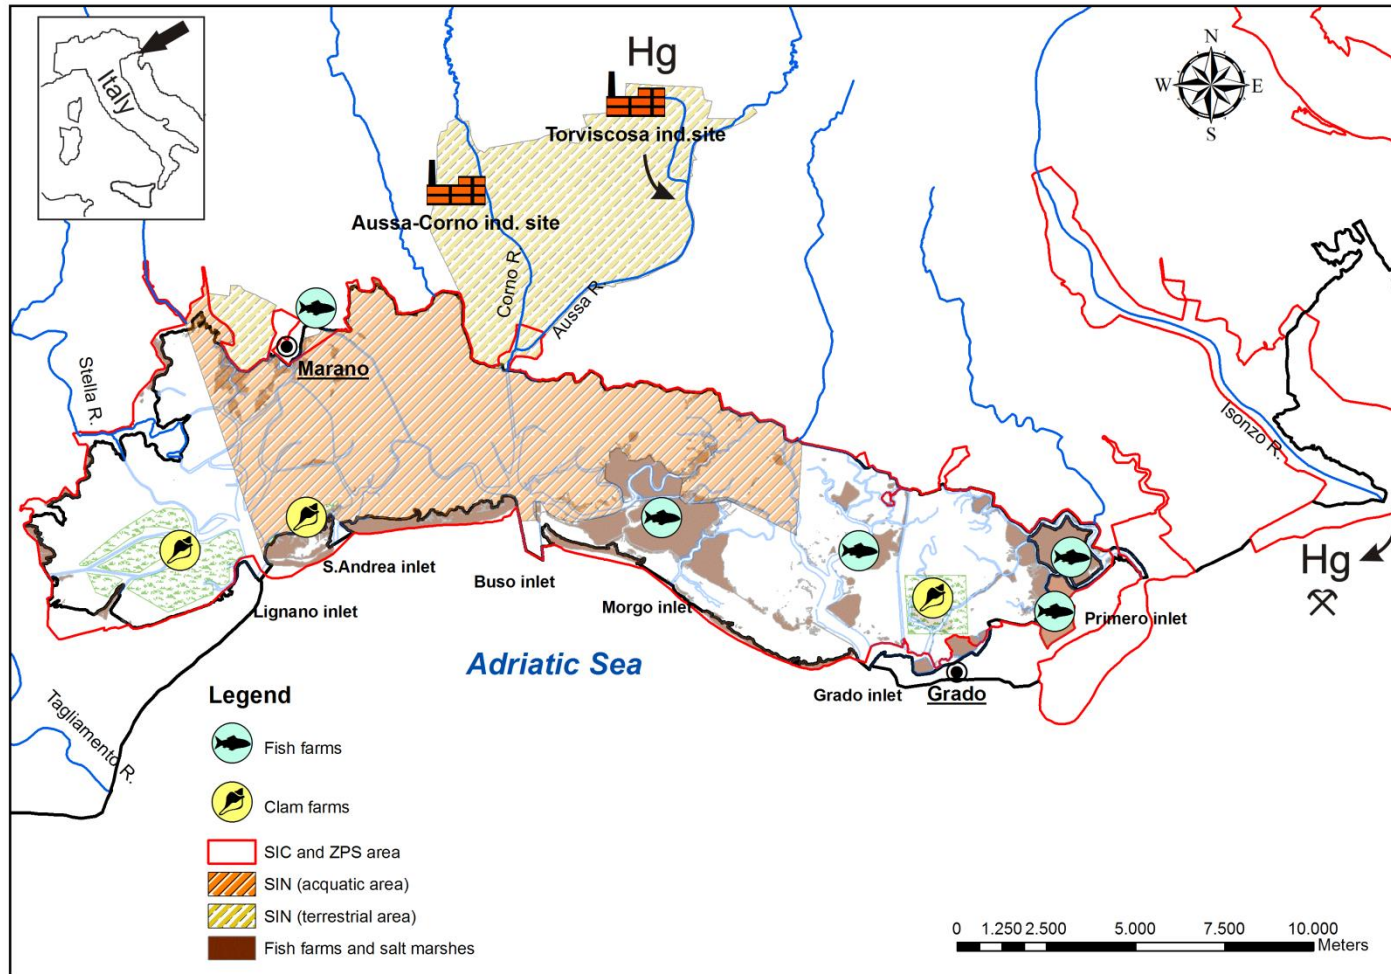 Italy
Hg
N
W
E
S
Torviscosa ind.site
Aussa-Corno ind. site
Corno R.
Aussa R.
Marano
Stella R.
Isonzo R.
Hg
S.Andrea inlet
Buso inlet
Lignano inlet
Morgo inlet
Primero inlet
Adriatic Sea
Grado inlet
Grado
Tagliamento R.
Legend
Fish farms
Clam farms
SIC and ZPS area
SIN (acquatic area)
SIN (terrestrial area)
Fish farms and salt marshes
0 1.250 2.500 5.000 7.500 10.000
Meters